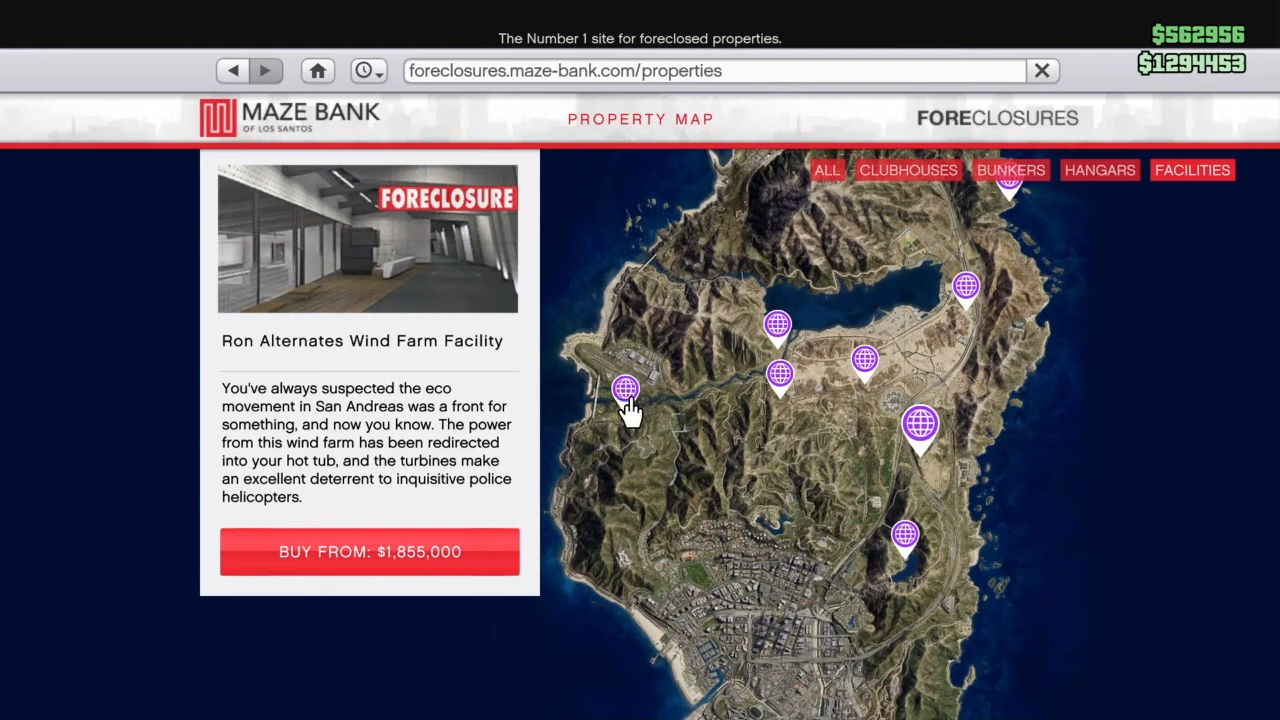 The Number 1 site for foreclosed properties.
$562956
$1294453
foreclosures.maze-bank.com/properties
MAZE BANK
OF LOS SANTOS
PROPERTY MAP
FORECLOSURES
FORECLOSURE
ALL
CLUBHOUSES
BUNKERS
HANGARS
FACILITIES
Ron Alternates Wind Farm Facility
You've always suspected the eco
movement in San Andreas was a front for
something, and now you know. The power
from this wind farm has been redirected
into your hot tub, and the turbines make
an excellent deterrent to inquisitive police
helicopters.
BUY FROM: $1,855,000